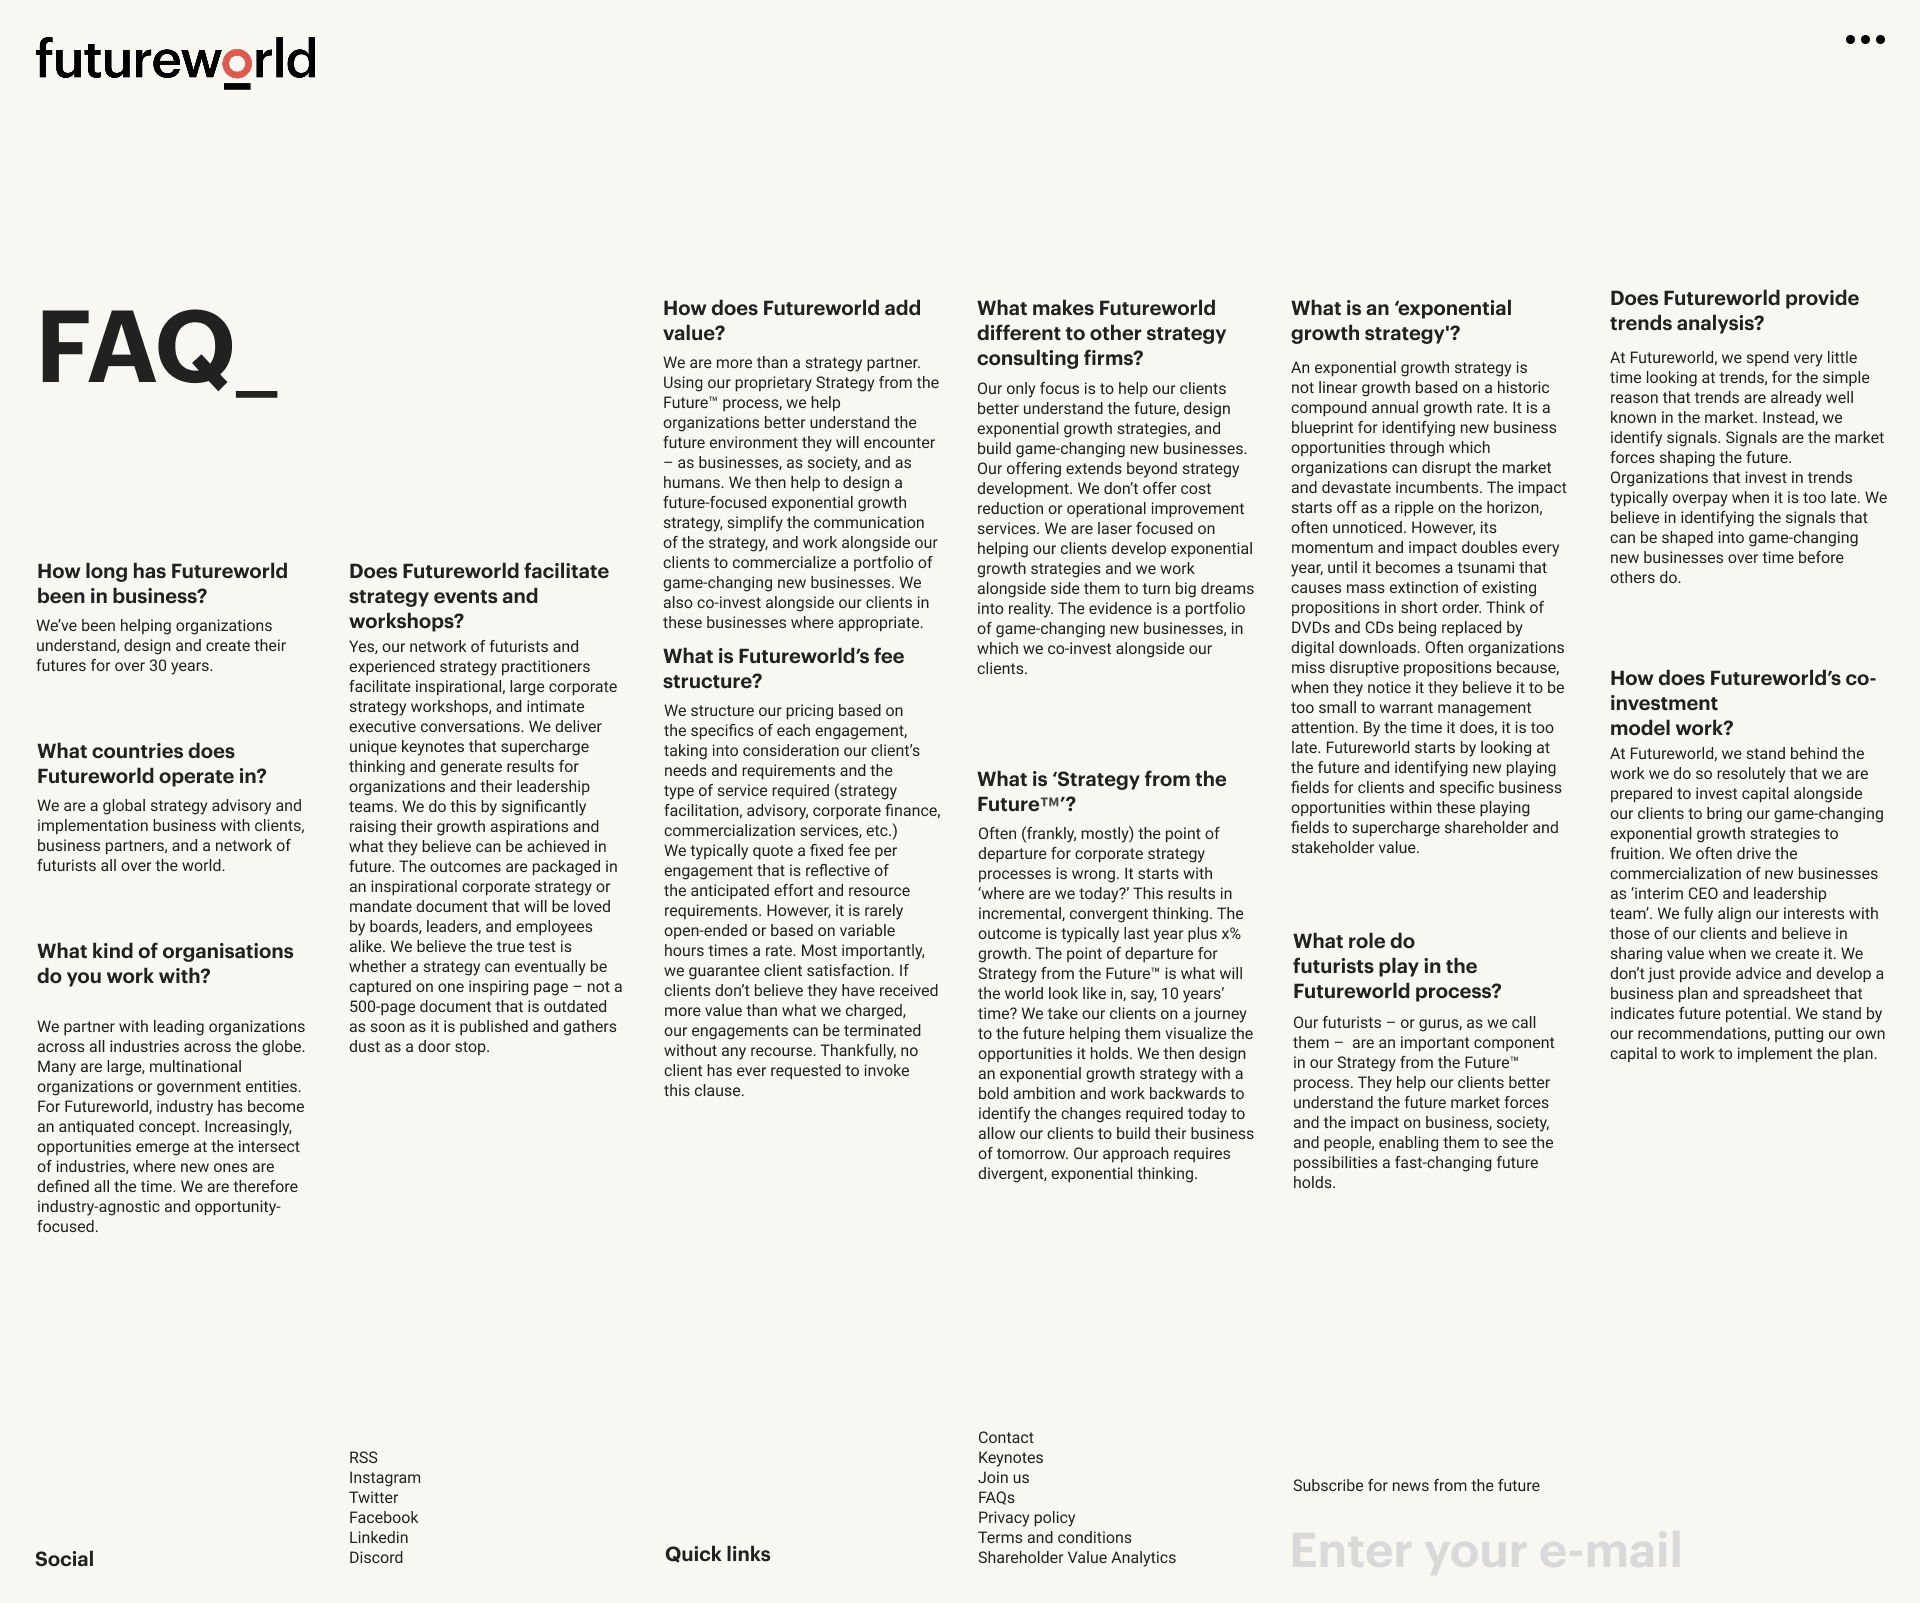 futureworld
FAQ_
How long has Futureworld
been in business?
We’ve been helping organizations
understand, design and create their
futures for over 30 years.
What countries does
Futureworld operate in?
We are a global strategy advisory and
implementation business with clients,
business partners, and a network of
futurists all over the world.
What kind of organisations
do you work with?
We partner with leading organizations
across all industries across the globe.
Many are large, multinational
organizations or government entities.
For Futureworld, industry has become
an antiquated concept. Increasingly,
opportunities emerge at the intersect
of industries, where new ones are
defined all the time. We are therefore
industry-agnostic and opportunity-
focused.
Does Futureworld facilitate
strategy events and
workshops?
Yes, our network of futurists and
experienced strategy practitioners
facilitate inspirational, large corporate
strategy workshops, and intimate
executive conversations. We deliver
unique keynotes that supercharge
thinking and generate results for
organizations and their leadership
teams. We do this by significantly
raising their growth aspirations and
what they believe can be achieved in
future. The outcomes are packaged in
an inspirational corporate strategy or
mandate document that will be loved
by boards, leaders, and employees
alike. We believe the true test is
whether a strategy can eventually be
captured on one inspiring page – not a
500-page document that is outdated
as soon as it is published and gathers
dust as a door stop.
How does Futureworld add
value?
We are more than a strategy partner.
Using our proprietary Strategy from the
Future™ process, we help
organizations better understand the
future environment they will encounter
– as businesses, as society, and as
humans. We then help to design a
future-focused exponential growth
strategy, simplify the communication
of the strategy, and work alongside our
clients to commercialize a portfolio of
game-changing new businesses. We
also co-invest alongside our clients in
these businesses where appropriate.
What is Futureworld’s fee
structure?
We structure our pricing based on
the specifics of each engagement,
taking into consideration our client’s
needs and requirements and the
type of service required (strategy
facilitation, advisory, corporate finance,
commercialization services, etc.)
We typically quote a fixed fee per
engagement that is reflective of
the anticipated effort and resource
requirements. However, it is rarely
open-ended or based on variable
hours times a rate. Most importantly,
we guarantee client satisfaction. If
clients don’t believe they have received
more value than what we charged,
our engagements can be terminated
without any recourse. Thankfully, no
client has ever requested to invoke
this clause.
What makes Futureworld
different to other strategy
consulting firms?
Our only focus is to help our clients
better understand the future, design
exponential growth strategies, and
build game-changing new businesses.
Our offering extends beyond strategy
development. We don’t offer cost
reduction or operational improvement
services. We are laser focused on
helping our clients develop exponential
growth strategies and we work
alongside side them to turn big dreams
into reality. The evidence is a portfolio
of game-changing new businesses, in
which we co-invest alongside our
clients.
What is ‘Strategy from the
Future™’?
Often (frankly, mostly) the point of
departure for corporate strategy
processes is wrong. It starts with
‘where are we today?’ This results in
incremental, convergent thinking. The
outcome is typically last year plus x%
growth. The point of departure for
Strategy from the Future™ is what will
the world look like in, say, 10 years’
time? We take our clients on a journey
to the future helping them visualize the
opportunities it holds. We then design
an exponential growth strategy with a
bold ambition and work backwards to
identify the changes required today to
allow our clients to build their business
of tomorrow. Our approach requires
divergent, exponential thinking.
What is an ‘exponential
growth strategy'?
An exponential growth strategy is
not linear growth based on a historic
compound annual growth rate. It is a
blueprint for identifying new business
opportunities through which
organizations can disrupt the market
and devastate incumbents. The impact
starts off as a ripple on the horizon,
often unnoticed. However, its
momentum and impact doubles every
year, until it becomes a tsunami that
causes mass extinction of existing
propositions in short order. Think of
DVDs and CDs being replaced by
digital downloads. Often organizations
miss disruptive propositions because,
when they notice it they believe it to be
too small to warrant management
attention. By the time it does, it is too
late. Futureworld starts by looking at
the future and identifying new playing
fields for clients and specific business
opportunities within these playing
fields to supercharge shareholder and
stakeholder value.
What role do
futurists play in the
Futureworld process?
Our futurists – or gurus, as we call
them –  are an important component
in our Strategy from the Future™
process. They help our clients better
understand the future market forces
and the impact on business, society,
and people, enabling them to see the
possibilities a fast-changing future
holds.
Does Futureworld provide
trends analysis?
At Futureworld, we spend very little
time looking at trends, for the simple
reason that trends are already well
known in the market. Instead, we
identify signals. Signals are the market
forces shaping the future.
Organizations that invest in trends
typically overpay when it is too late. We
believe in identifying the signals that
can be shaped into game-changing
new businesses over time before
others do.
How does Futureworld’s co-
investment
model work?
At Futureworld, we stand behind the
work we do so resolutely that we are
prepared to invest capital alongside
our clients to bring our game-changing
exponential growth strategies to
fruition. We often drive the
commercialization of new businesses
as ‘interim CEO and leadership
team’. We fully align our interests with
those of our clients and believe in
sharing value when we create it. We
don’t just provide advice and develop a
business plan and spreadsheet that
indicates future potential. We stand by
our recommendations, putting our own
capital to work to implement the plan.
Social
RSS
Instagram
Twitter
Facebook
Linkedin
Discord
Quick links
Contact
Keynotes
Join us
FAQs
Privacy policy
Terms and conditions
Shareholder Value Analytics
Subscribe for news from the future
Enter your e-mail